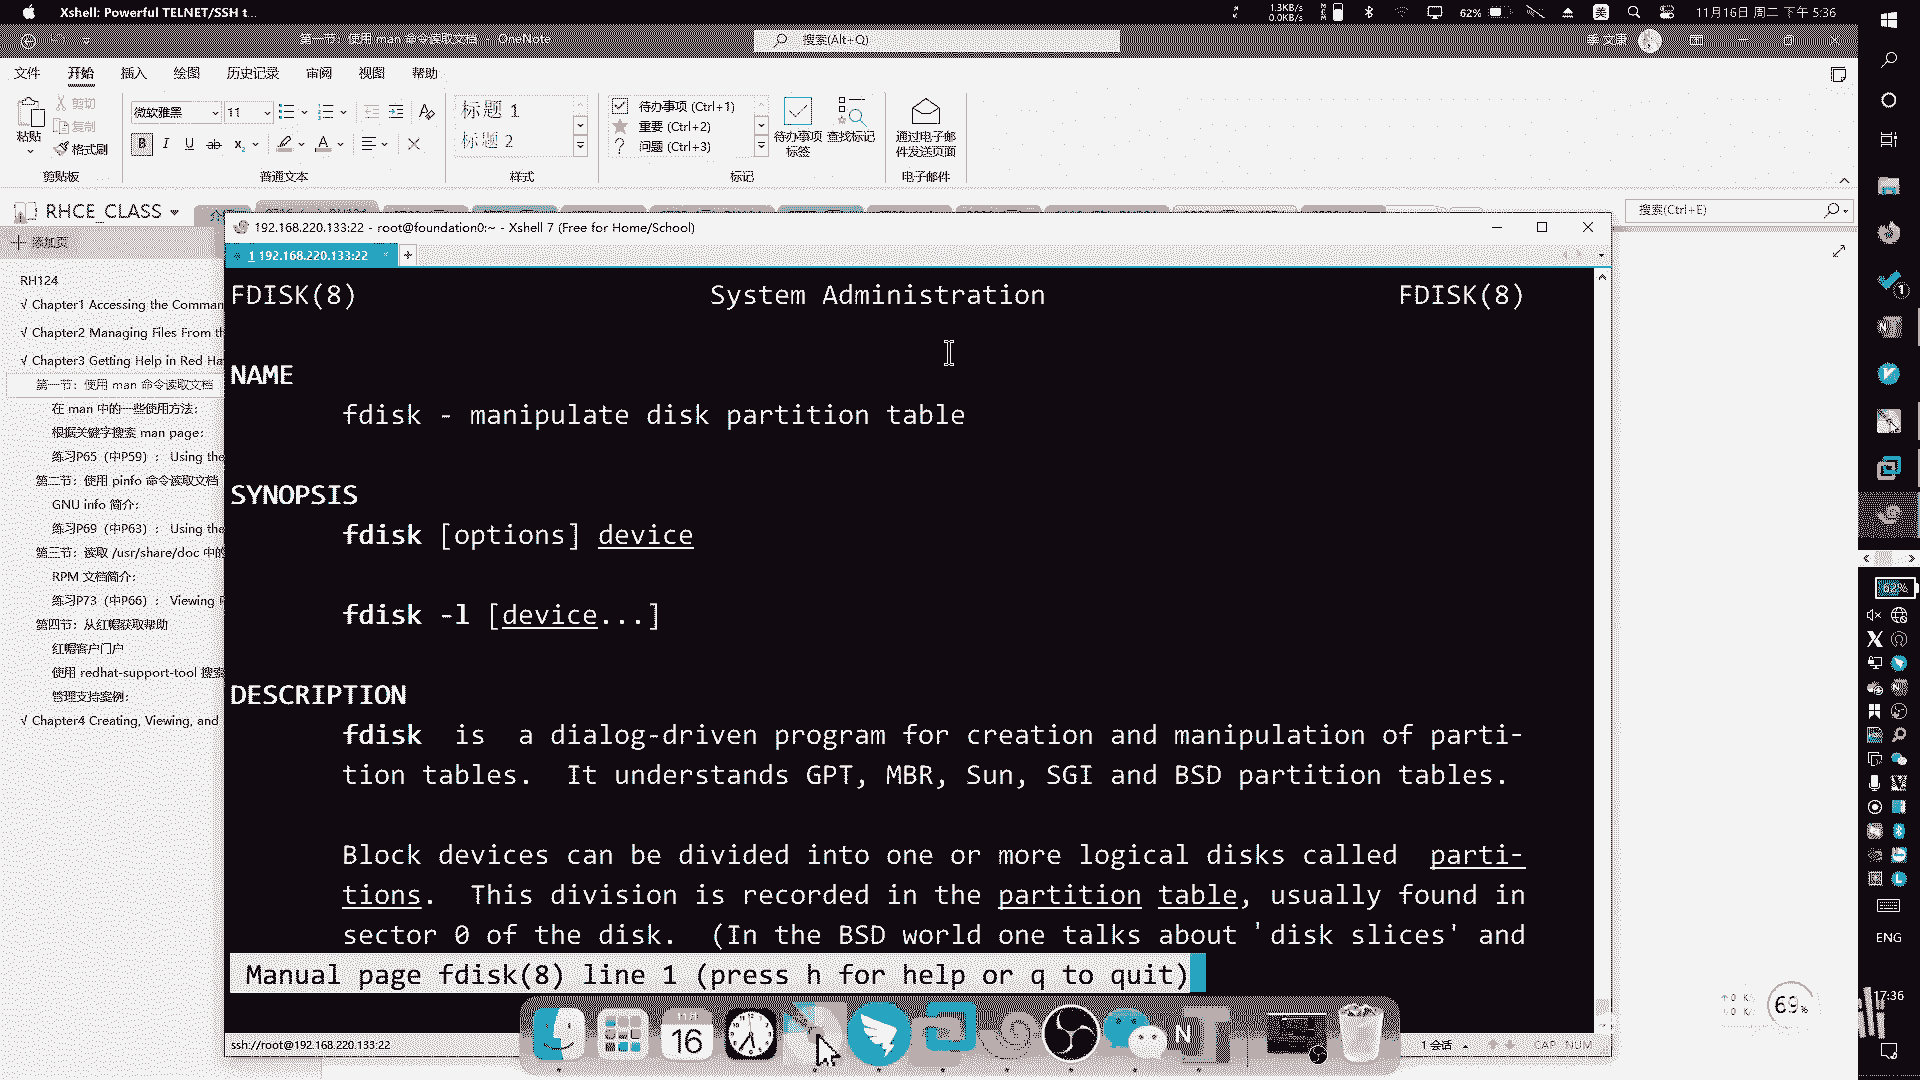 Xshell: Powerful TELNET/SSH t...
1.3KB/s
0.0KB/s
62%
美
11月16日 周二 下午 5:36
第一节：使用 man 命令读取文档 - OneNote
搜索(Alt+Q)
文件 开始 插入 绘图 历史记录 审阅 视图 帮助
粘贴
剪切
复制
格式刷
剪贴板
微软雅黑 11
B I U ab x₂ A
普通文本
标题 1
标题 2
样式
待办事项 (Ctrl+1)
重要 (Ctrl+2)
问题 (Ctrl+3)
待办事项
标签
查找标记
标记
通过电子邮
件发送页面
电子邮件
RHCE_CLASS
搜索(Ctrl+E)
添加页
RH124
√ Chapter1 Accessing the Comman
√ Chapter2 Managing Files From th
√ Chapter3 Getting Help in Red Ha
第一节：使用 man 命令读取文档
在 man 中的一些使用方法：
根据关键字搜索 man page：
练习P65（中P59）： Using the
第二节：使用 pinfo 命令读取文档
GNU info 简介：
练习P69（中P63）： Using the
第三节：读取 /usr/share/doc 中的
RPM 文档简介：
练习P73（中P66）： Viewing
第四节：从红帽获取帮助
红帽客户门户
使用 redhat-support-tool 搜索
管理支持案例：
√ Chapter4 Creating, Viewing, and
192.168.220.133:22 - root@foundation0:~ - Xshell 7 (Free for Home/School)
1 192.168.220.133:22
FDISK(8) System Administration FDISK(8)
NAME
fdisk - manipulate disk partition table
SYNOPSIS
fdisk [options] device
fdisk -l [device...]
DESCRIPTION
fdisk is a dialog-driven program for creation and manipulation of parti-
tion tables. It understands GPT, MBR, Sun, SGI and BSD partition tables.
Block devices can be divided into one or more logical disks called parti-
tions. This division is recorded in the partition table, usually found in
sector 0 of the disk. (In the BSD world one talks about 'disk slices' and
Manual page fdisk(8) line 1 (press h for help or q to quit)
ssh://root@192.168.220.133:22
16
1 会话
CAP NUM
69%
62%
ENG
17:36